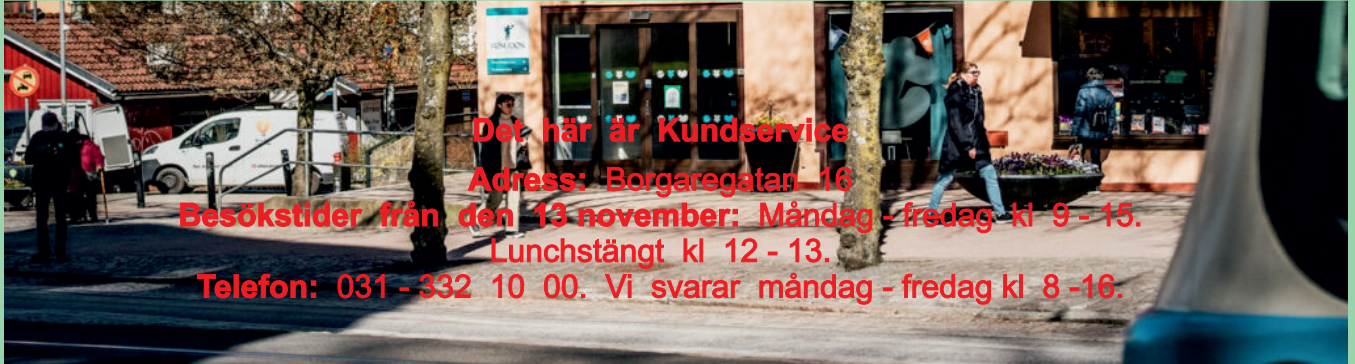 Det här är Kundservice
Adress: Borgaregatan 16
Besökstider från den 13 november: Måndag - fredag kl 9 - 15.
Lunchstängt kl 12 - 13.
Telefon: 031 - 332 10 00. Vi svarar måndag - fredag kl 8 -16.